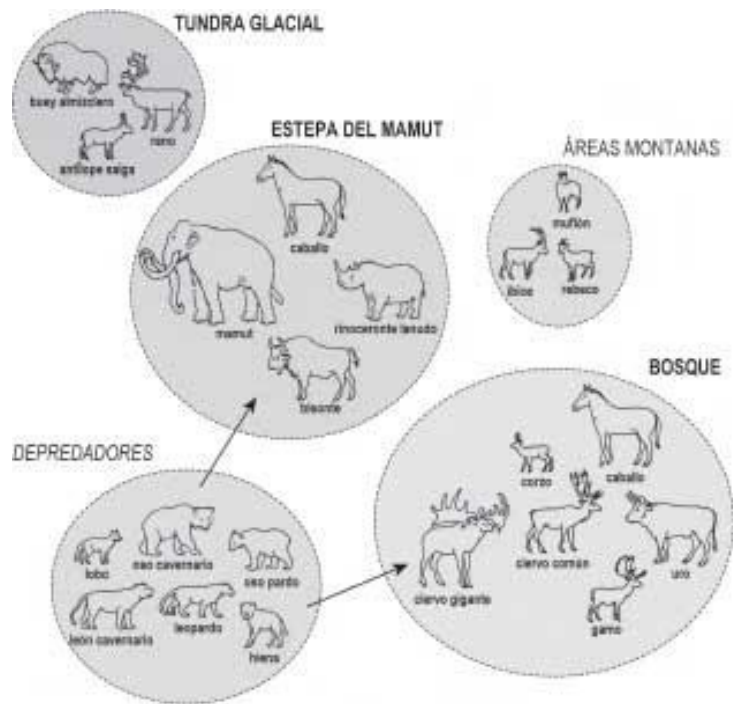 TUNDRA GLACIAL
buey almizclero
reno
antílope saiga
ESTEPA DEL MAMUT
caballo
mamut
rinoceronte lanudo
bisonte
ÁREAS MONTANAS
muflón
íbice
rebeco
BOSQUE
caballo
corzo
ciervo común
uro
ciervo gigante
gamo
DEPREDADORES
lobo
oso cavernario
oso pardo
león cavernario
leopardo
hiena